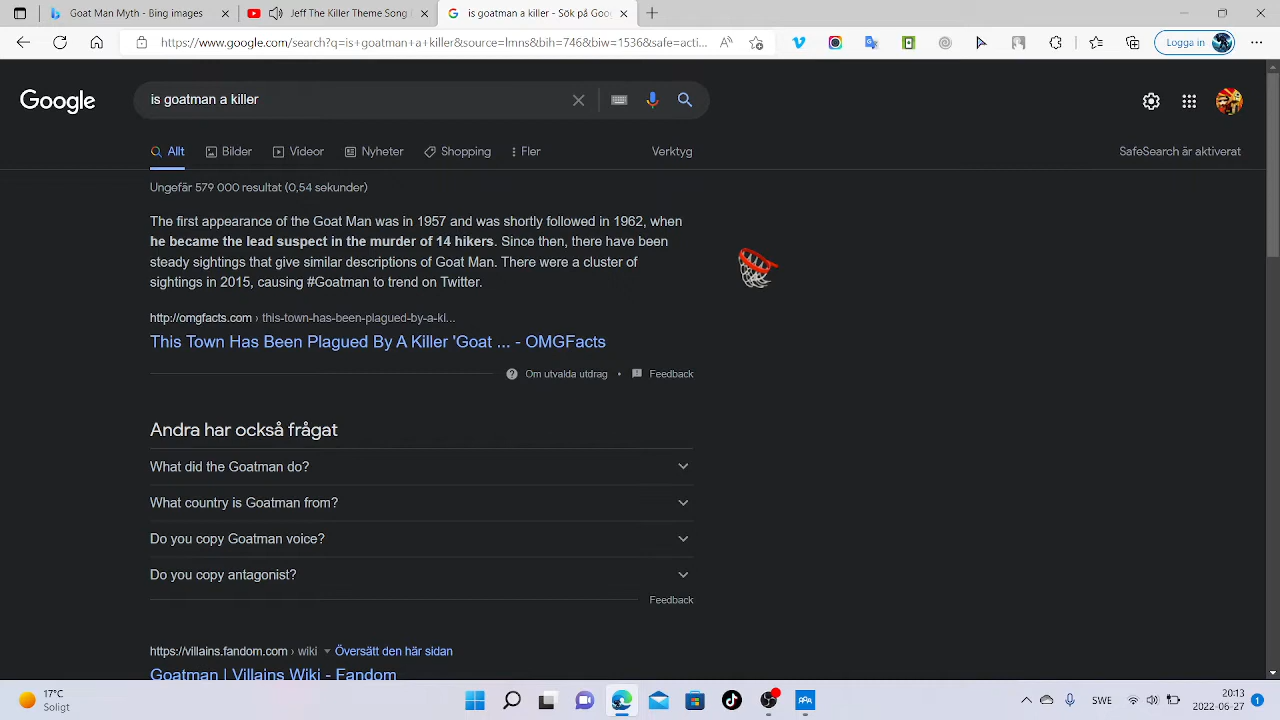 Goat Man Myth - Bing images
Jeff The Killer Theme Song
is goatman a killer - Sök på Goo
https://www.google.com/search?q=is+goatman+a+killer&source=lmns&bih=746&biw=1536&safe=acti...
Logga in
Google
is goatman a killer
Allt
Bilder
Videor
Nyheter
Shopping
Fler
Verktyg
SafeSearch är aktiverat
Ungefär 579 000 resultat (0,54 sekunder)
The first appearance of the Goat Man was in 1957 and was shortly followed in 1962, when
he became the lead suspect in the murder of 14 hikers. Since then, there have been
steady sightings that give similar descriptions of Goat Man. There were a cluster of
sightings in 2015, causing #Goatman to trend on Twitter.
http://omgfacts.com › this-town-has-been-plagued-by-a-kl...
This Town Has Been Plagued By A Killer 'Goat ... - OMGFacts
Om utvalda utdrag • Feedback
Andra har också frågat
What did the Goatman do?
What country is Goatman from?
Do you copy Goatman voice?
Do you copy antagonist?
Feedback
https://villains.fandom.com › wiki Översätt den här sidan
Goatman | Villains Wiki - Fandom
17°C
Soligt
SWE
20:13
2022-06-27
1